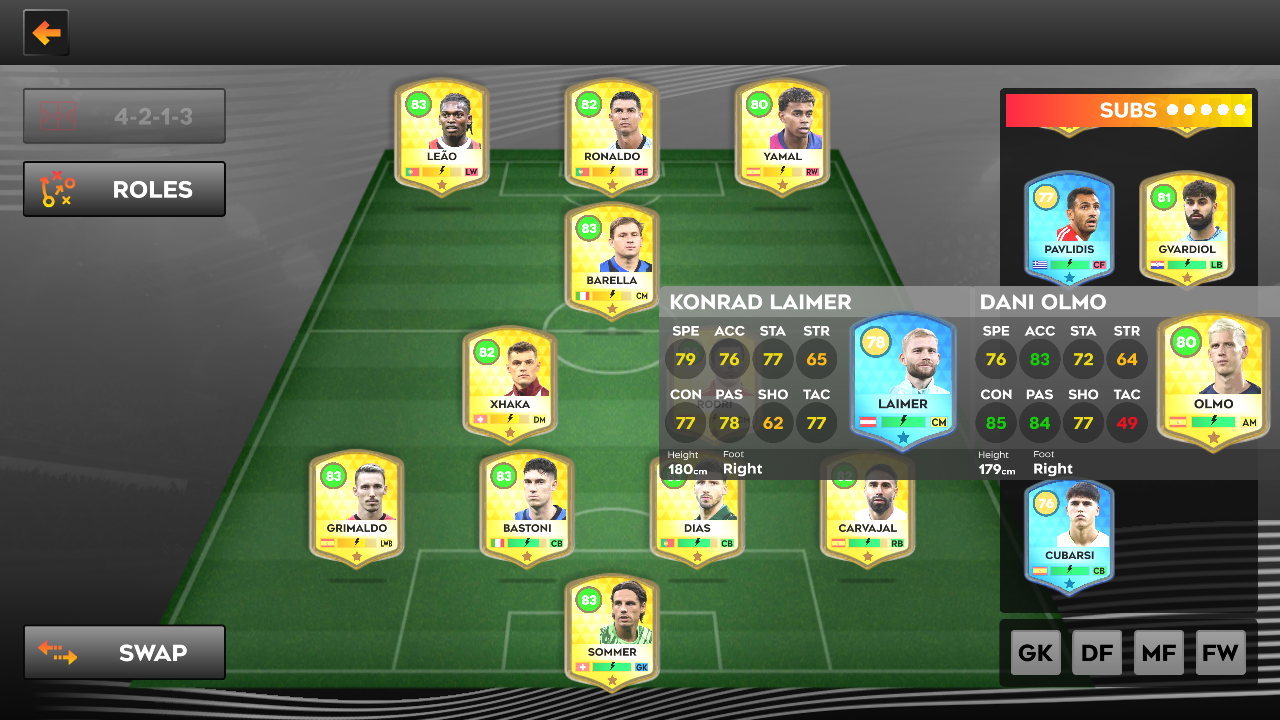 4-2-1-3
ROLES
SWAP
83
LEÃO
LW
82
RONALDO
CF
80
YAMAL
RW
83
BARELLA
CM
82
XHAKA
DM
RODRI
83
GRIMALDO
LWB
83
BASTONI
CB
DIAS
CB
CARVAJAL
RB
83
SOMMER
GK
SUBS
77
PAVLIDIS
CF
81
GVARDIOL
LB
KONRAD LAIMER
SPE ACC STA STR
79 76 77 65
CON PAS SHO TAC
77 78 62 77
Height Foot
180cm Right
78
LAIMER
CM
DANI OLMO
SPE ACC STA STR
76 83 72 64
CON PAS SHO TAC
85 84 77 49
Height Foot
179cm Right
80
OLMO
AM
76
CUBARSI
CB
GK DF MF FW